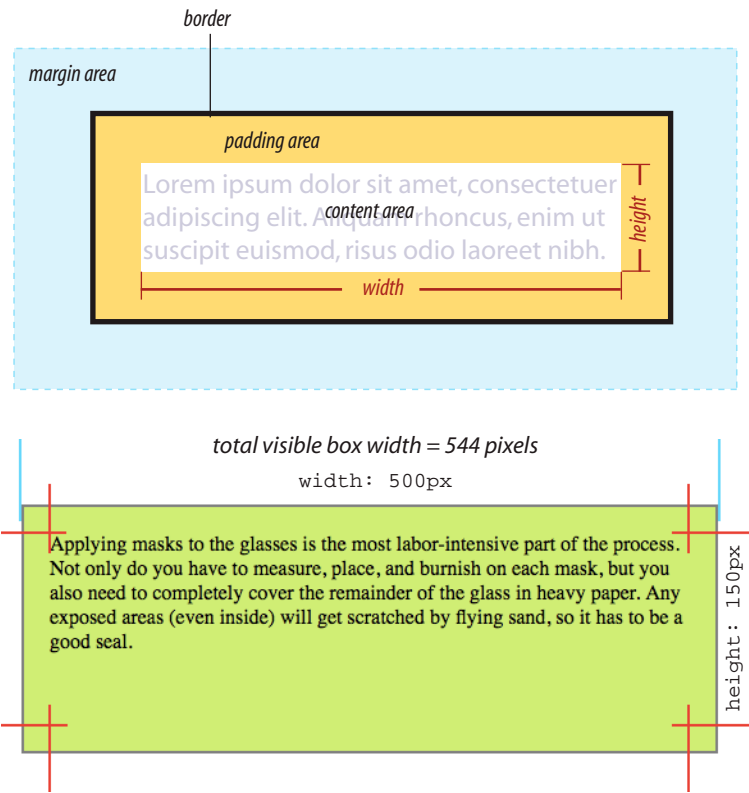 border
margin area
padding area
Lorem ipsum dolor sit amet, consectetuer
adipiscing elit. Aliquam rhoncus, enim ut
content area
suscipit euismod, risus odio laoreet nibh.
height
width
total visible box width = 544 pixels
width: 500px
Applying masks to the glasses is the most labor-intensive part of the process.
Not only do you have to measure, place, and burnish on each mask, but you
also need to completely cover the remainder of the glass in heavy paper. Any
exposed areas (even inside) will get scratched by flying sand, so it has to be a
good seal.
height: 150px